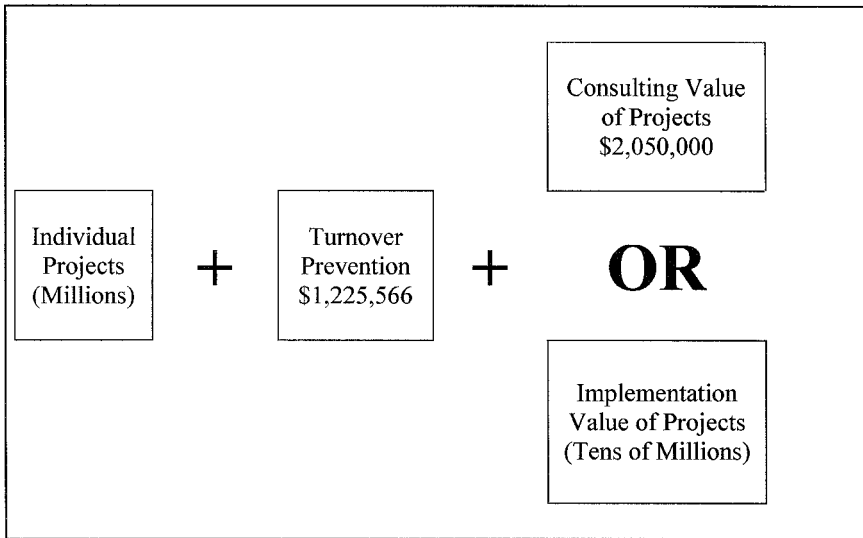 Individual
Projects
(Millions)
+
Turnover
Prevention
$1,225,566
+
Consulting Value
of Projects
$2,050,000
OR
Implementation
Value of Projects
(Tens of Millions)